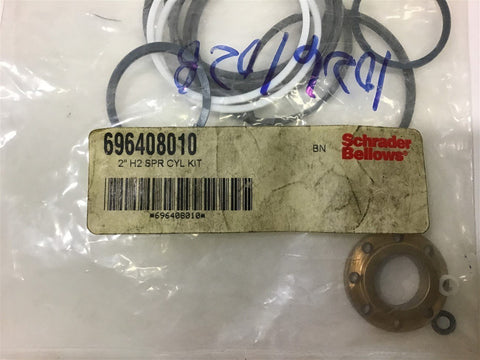 696408010
2" H2 SPR CYL KIT
BN
Schrader
Bellows®
*696408010*